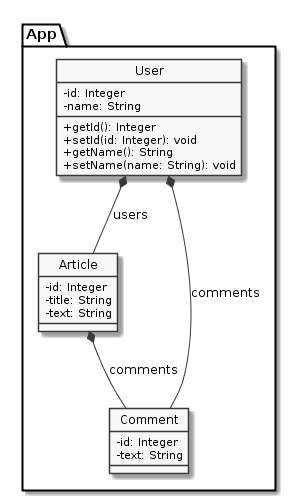 App
User
-id: Integer
-name: String
+getId(): Integer
+setId(id: Integer): void
+getName(): String
+setName(name: String): void
users
Article
-id: Integer
-title: String
-text: String
comments
comments
Comment
-id: Integer
-text: String